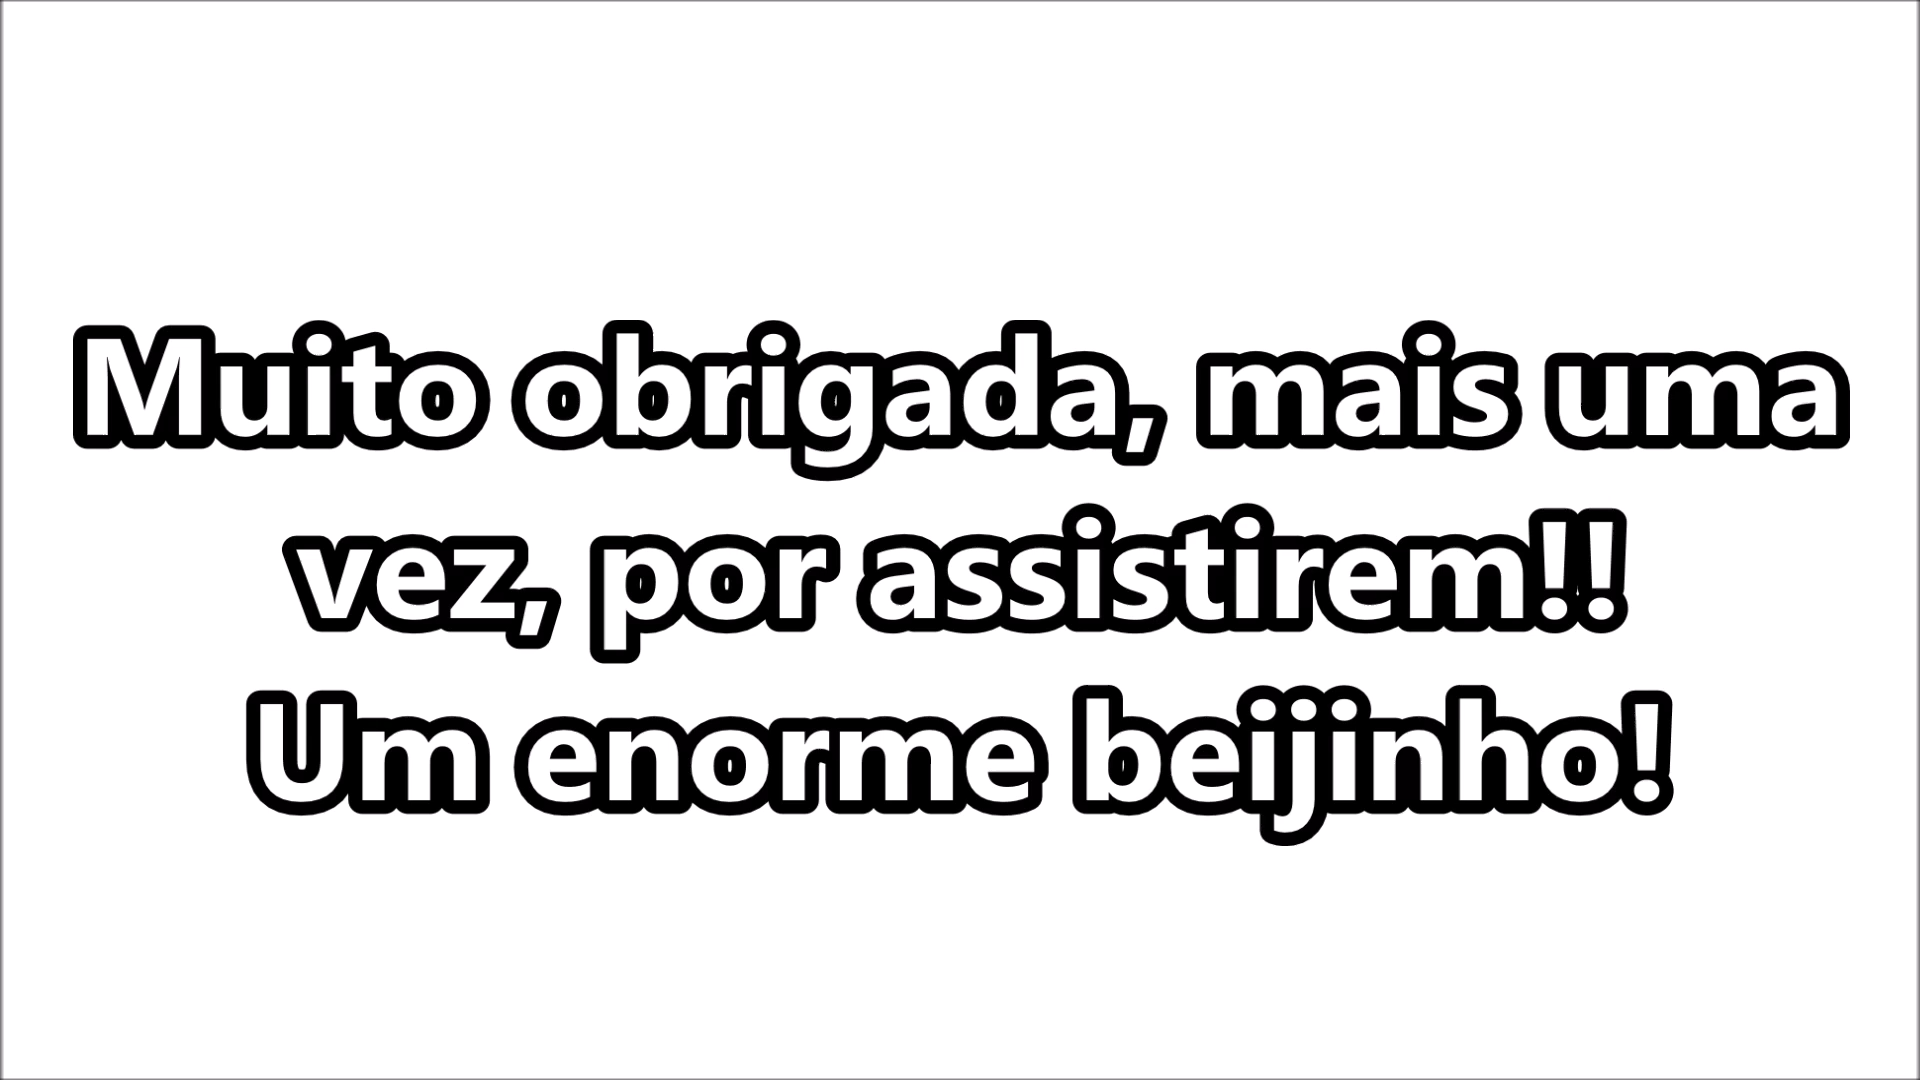 Muito obrigada, mais uma
vez, por assistirem!!
Um enorme beijinho!